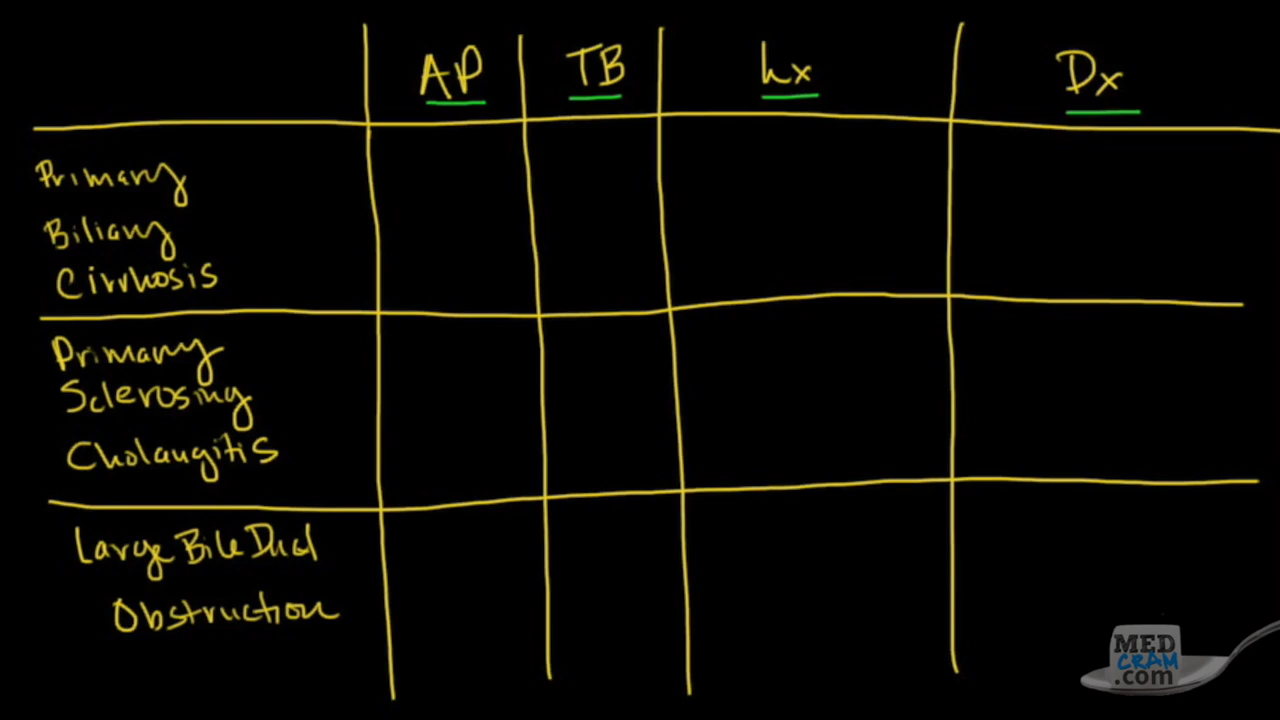 AP TB hx Dx
Primary
Biliary
Cirrhosis
Primary
Sclerosing
Cholangitis
Large Bile Duct
Obstruction
MED
CRAM
.com